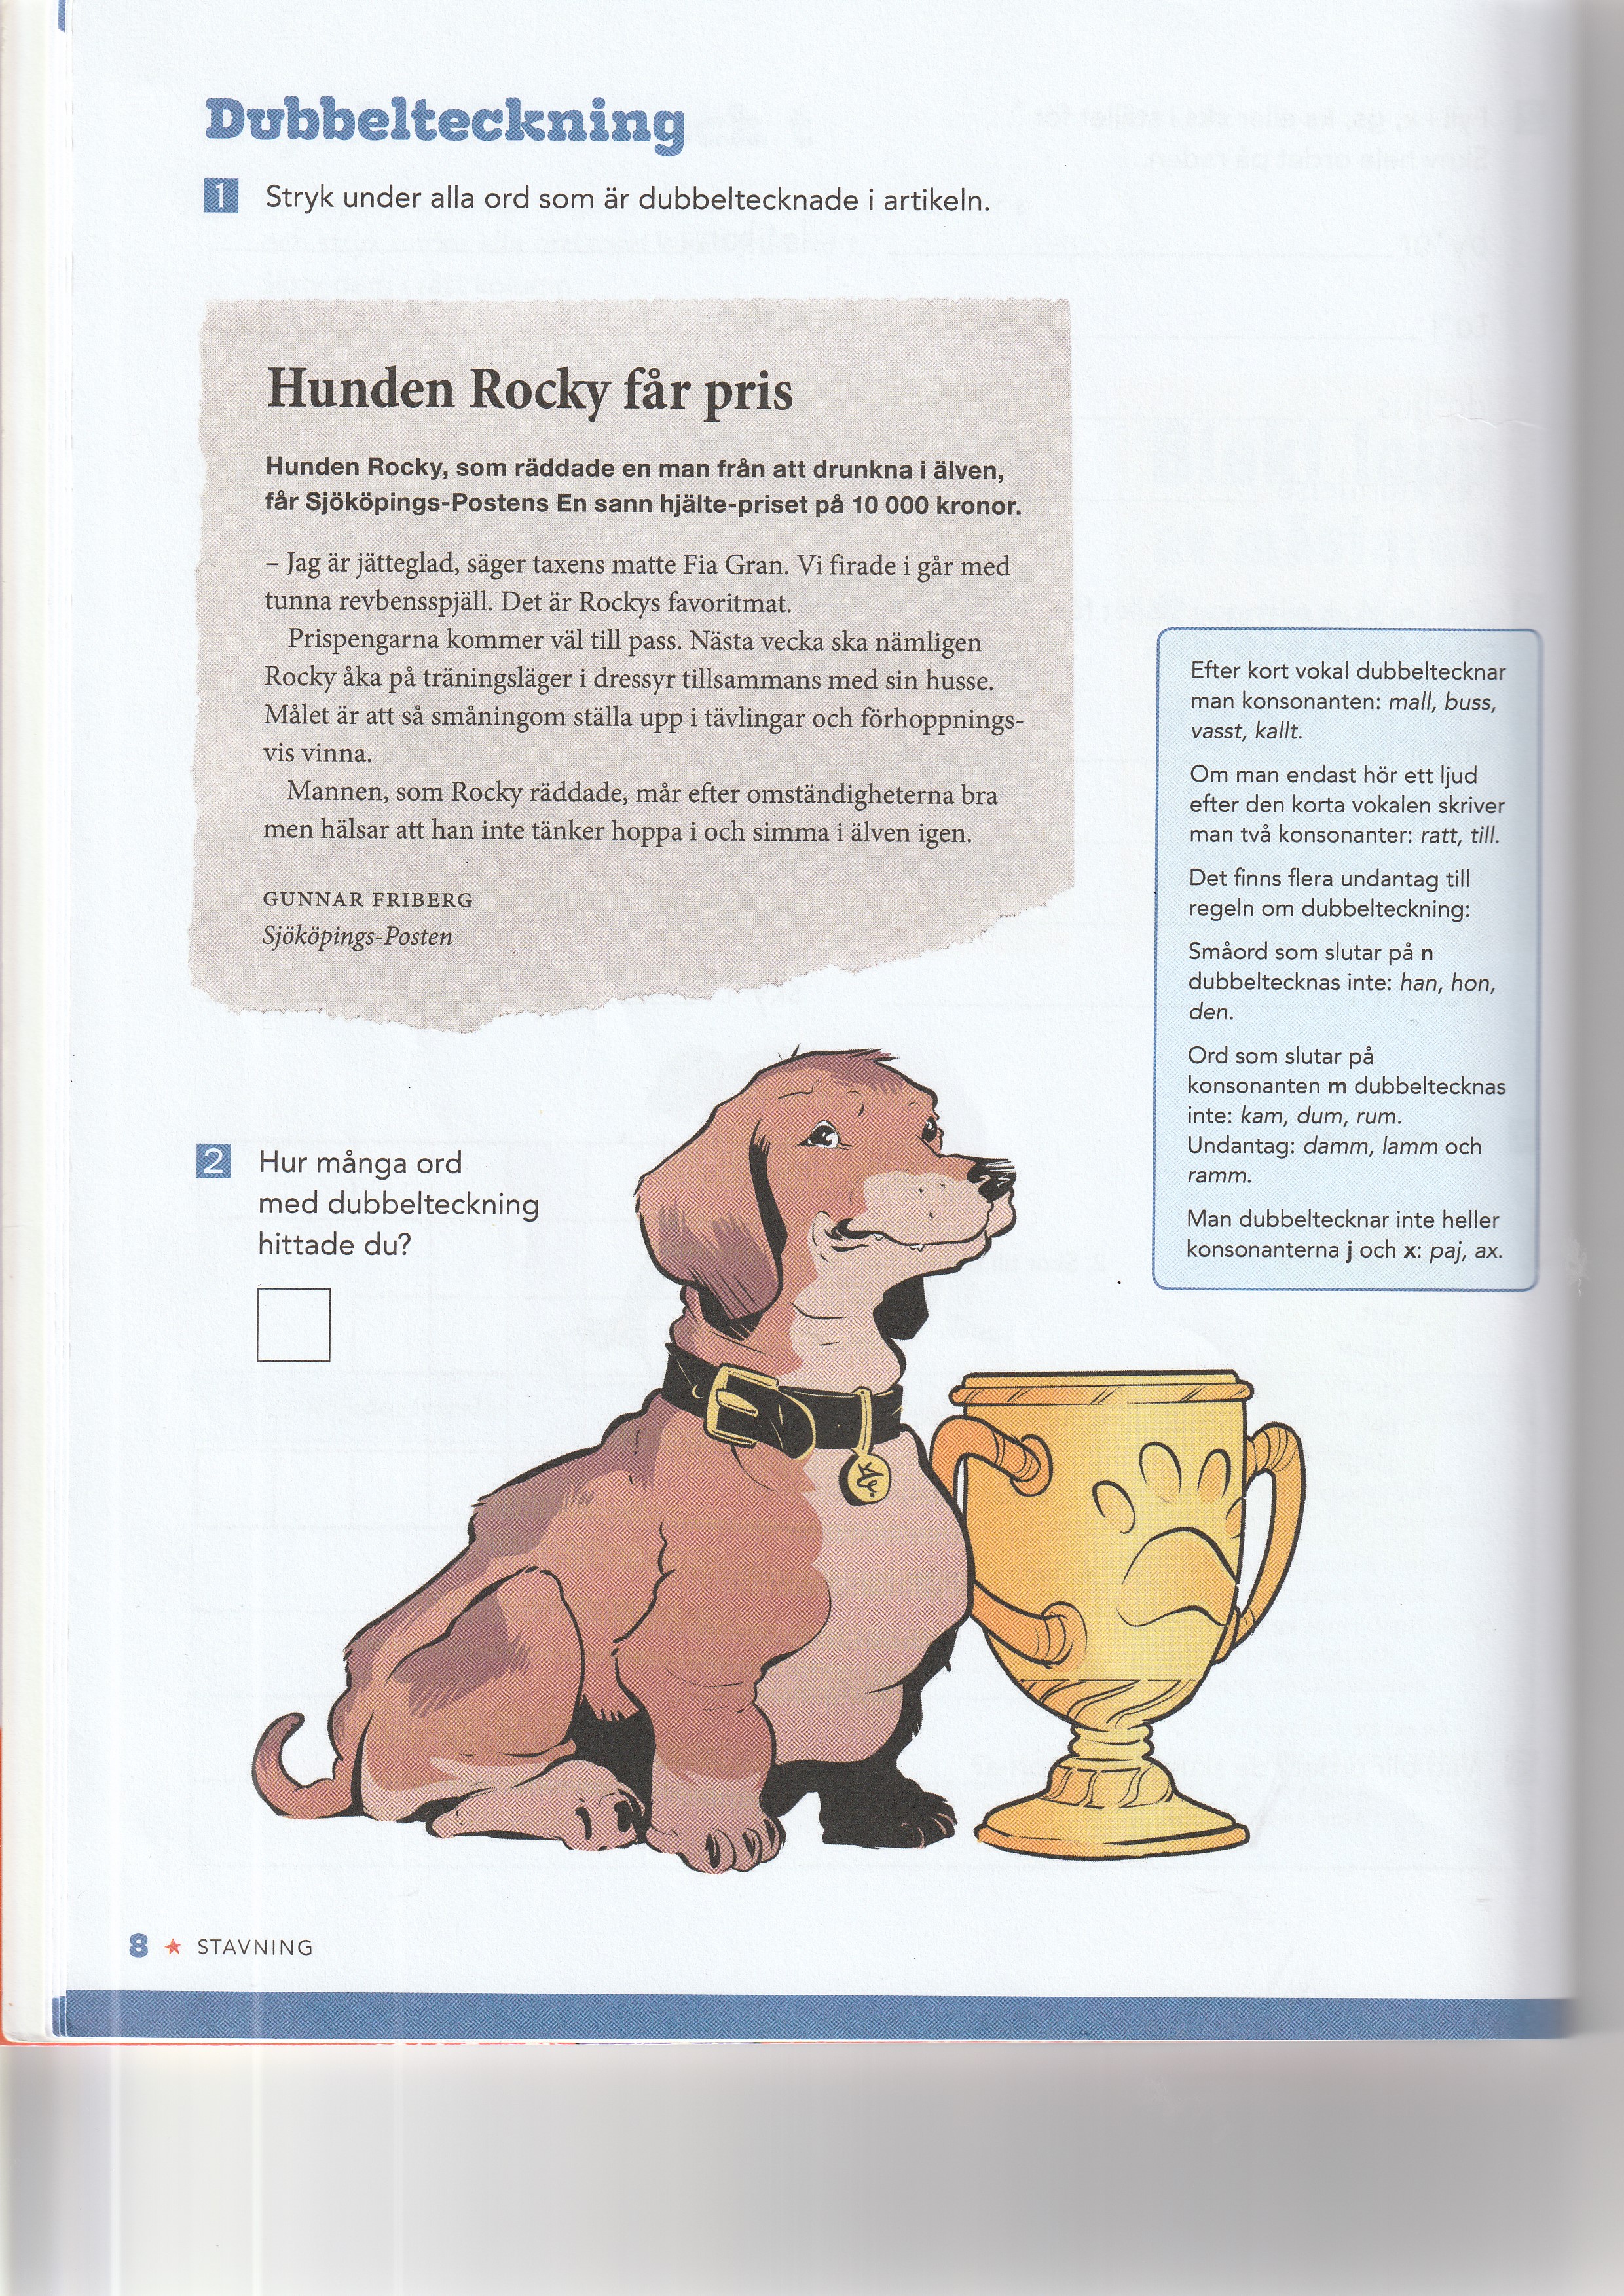 Dubbelteckning
1 Stryk under alla ord som är dubbeltecknade i artikeln.
Hunden Rocky får pris
Hunden Rocky, som räddade en man från att drunkna i älven,
får Sjököpings-Postens En sann hjälte-priset på 10 000 kronor.
– Jag är jätteglad, säger taxens matte Fia Gran. Vi firade i går med
tunna revbensspjäll. Det är Rockys favoritmat.
Prispengarna kommer väl till pass. Nästa vecka ska nämligen
Rocky åka på träningsläger i dressyr tillsammans med sin husse.
Målet är att så småningom ställa upp i tävlingar och förhoppnings-
vis vinna.
Mannen, som Rocky räddade, mår efter omständigheterna bra
men hälsar att han inte tänker hoppa i och simma i älven igen.
GUNNAR FRIBERG
Sjököpings-Posten
Efter kort vokal dubbeltecknar
man konsonanten: mall, buss,
vasst, kallt.
Om man endast hör ett ljud
efter den korta vokalen skriver
man två konsonanter: ratt, till.
Det finns flera undantag till
regeln om dubbelteckning:
Småord som slutar på n
dubbeltecknas inte: han, hon,
den.
Ord som slutar på
konsonanten m dubbeltecknas
inte: kam, dum, rum.
Undantag: damm, lamm och
ramm.
Man dubbeltecknar inte heller
konsonanterna j och x: paj, ax.
2 Hur många ord
med dubbelteckning
hittade du?
8 ★ STAVNING